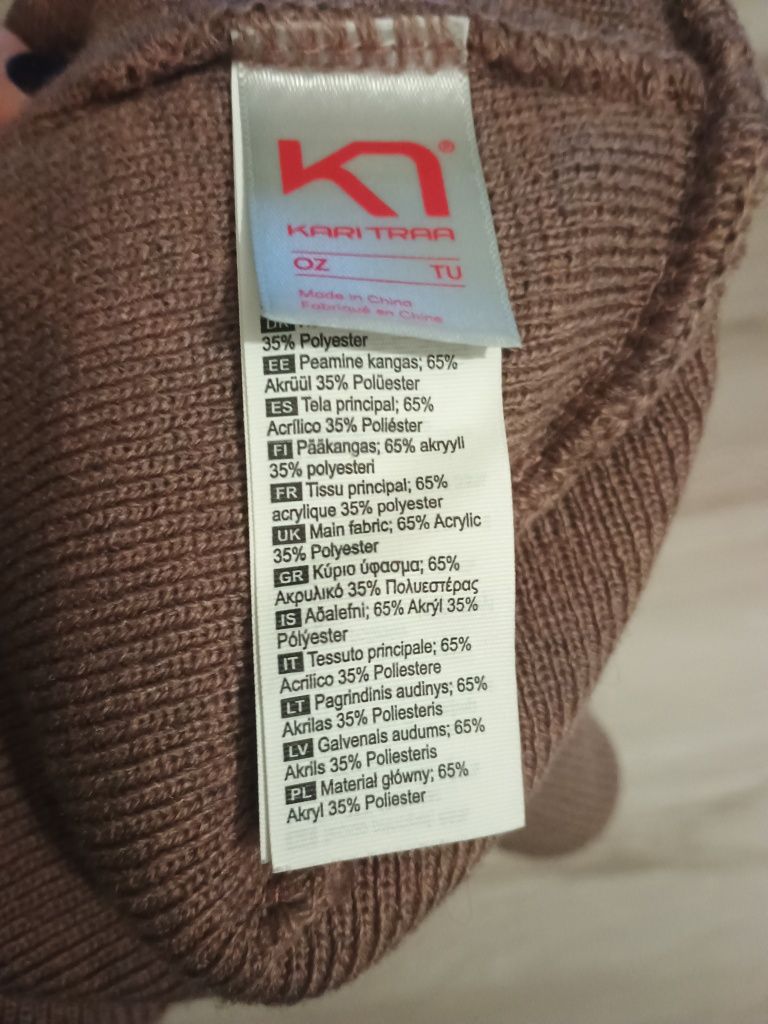 K1®
KARI TRAA
OZ TU
Made in China
Fabriqué en Chine
DK
35% Polyester
EE Peamine kangas; 65%
Akrüül 35% Polüester
ES Tela principal; 65%
Acrílico 35% Poliéster
FI Pääkangas; 65% akryyli
35% polyesteri
FR Tissu principal; 65%
acrylique 35% polyester
UK Main fabric; 65% Acrylic
35% Polyester
GR Κύριο ύφασμα; 65%
Ακρυλικό 35% Πολυεστέρας
IS Aðalefni; 65% Akrýl 35%
Pólýester
IT Tessuto principale; 65%
Acrilico 35% Poliestere
LT Pagrindinis audinys; 65%
Akrilas 35% Poliesteris
LV Galvenais audums; 65%
Akrils 35% Poliesteris
PL Materiał główny; 65%
Akryl 35% Poliester